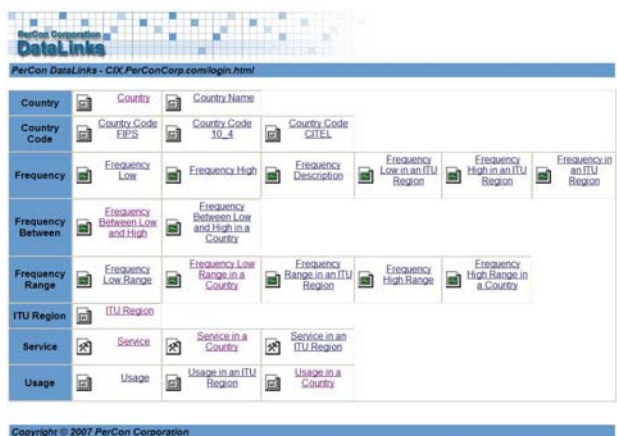 PerCon Corporation
DataLinks
PerCon DataLinks - CIX.PerConCorp.com/login.html
Country
Country
Country Name
Country
Code
Country Code
FIPS
Country Code
10_4
Country Code
CITEL
Frequency
Frequency
Low
Frequency High
Frequency
Description
Frequency
Low in an ITU
Region
Frequency
High in an ITU
Region
Frequency in
an ITU
Region
Frequency
Between
Frequency
Between Low
and High
Frequency
Between Low
and High in a
Country
Frequency
Range
Frequency
Low Range
Frequency Low
Range in a
Country
Frequency
Range in an ITU
Region
Frequency
High Range
Frequency
High Range in
a Country
ITU Region
ITU Region
Service
Service
Service in a
Country
Service in an
ITU Region
Usage
Usage
Usage in an ITU
Region
Usage in a
Country
Copyright © 2007 PerCon Corporation